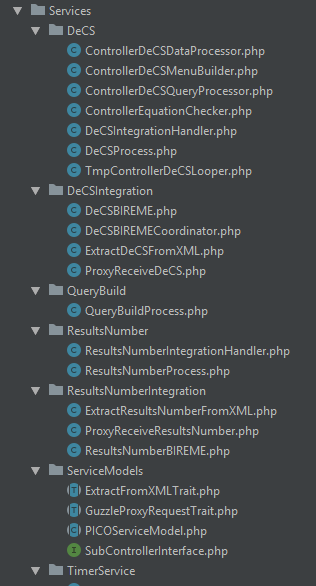 Services
DeCS
ControllerDeCSDataProcessor.php
ControllerDeCSMenuBuilder.php
ControllerDeCSQueryProcessor.php
ControllerEquationChecker.php
DeCSIntegrationHandler.php
DeCSProcess.php
TmpControllerDeCSLooper.php
DeCSIntegration
DeCSBIREME.php
DeCSBIREMECoordinator.php
ExtractDeCSFromXML.php
ProxyReceiveDeCS.php
QueryBuild
QueryBuildProcess.php
ResultsNumber
ResultsNumberIntegrationHandler.php
ResultsNumberProcess.php
ResultsNumberIntegration
ExtractResultsNumberFromXML.php
ProxyReceiveResultsNumber.php
ResultsNumberBIREME.php
ServiceModels
ExtractFromXMLTrait.php
GuzzleProxyRequestTrait.php
PICOServiceModel.php
SubControllerInterface.php
TimerService